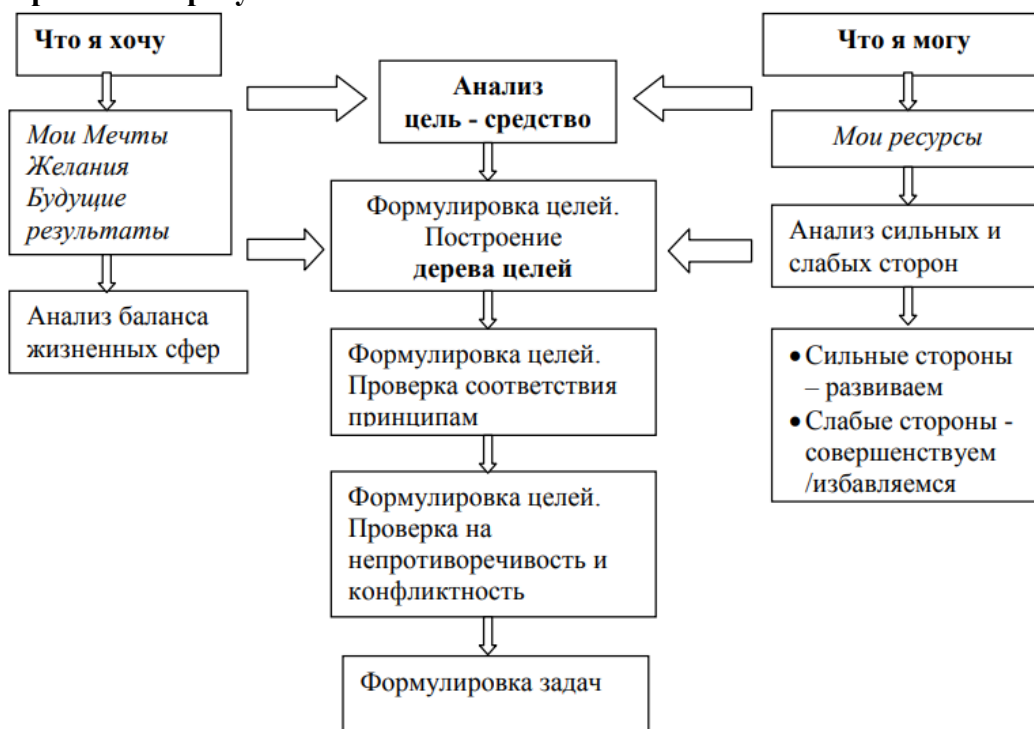 Что я хочу
Мои Мечты
Желания
Будущие
результаты
Анализ баланса
жизненных сфер
Анализ
цель - средство
Формулировка целей.
Построение
дерева целей
Формулировка целей.
Проверка соответствия
принципам
Формулировка целей.
Проверка на
непротиворечивость и
конфликтность
Формулировка задач
Что я могу
Мои ресурсы
Анализ сильных и
слабых сторон
• Сильные стороны
– развиваем
• Слабые стороны -
совершенствуем
/избавляемся